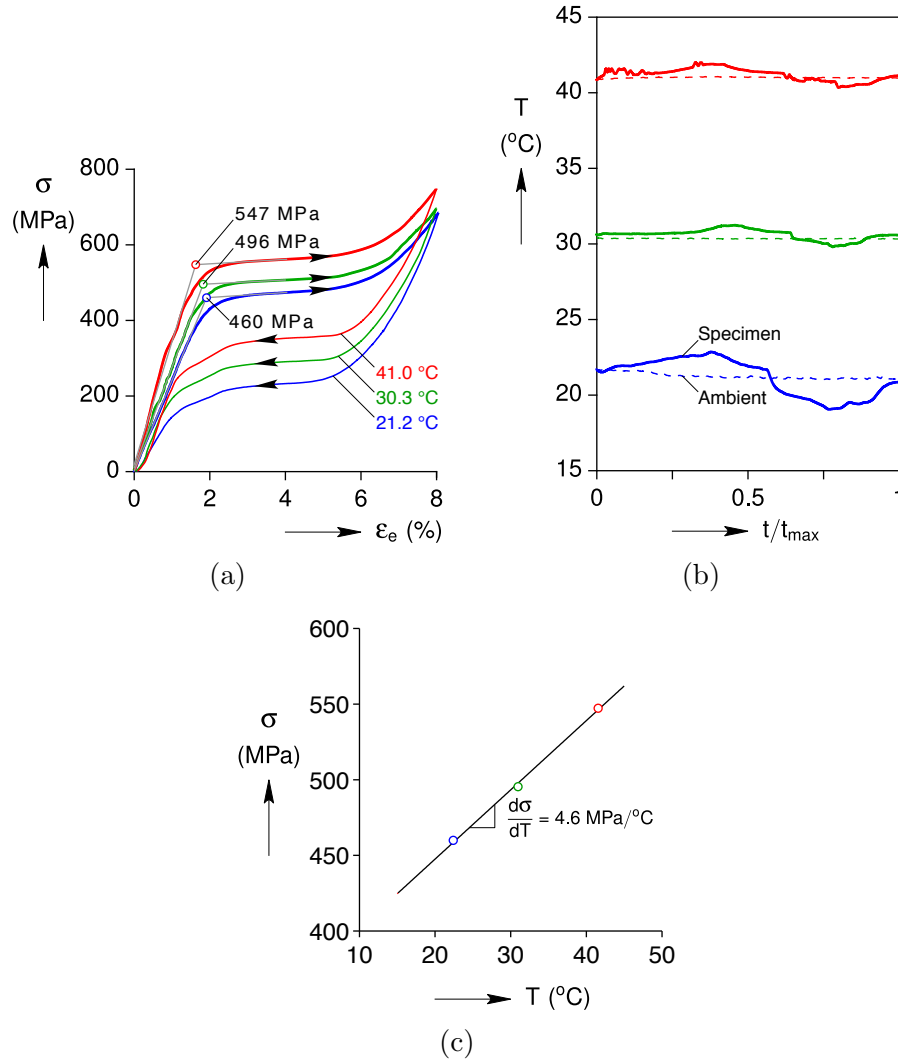 800
σ
(MPa)
600
400
200
0
547 MPa
496 MPa
460 MPa
41.0 °C
30.3 °C
21.2 °C
0 2 4 6 8
εe (%)
(a)
45
40
T
(°C)
35
30
25
20
15
Specimen
Ambient
0 0.5 1
t/tmax
(b)
600
550
σ
(MPa)
500
450
400
dσ
dT
= 4.6 MPa/°C
10 20 30 40 50
T (°C)
(c)